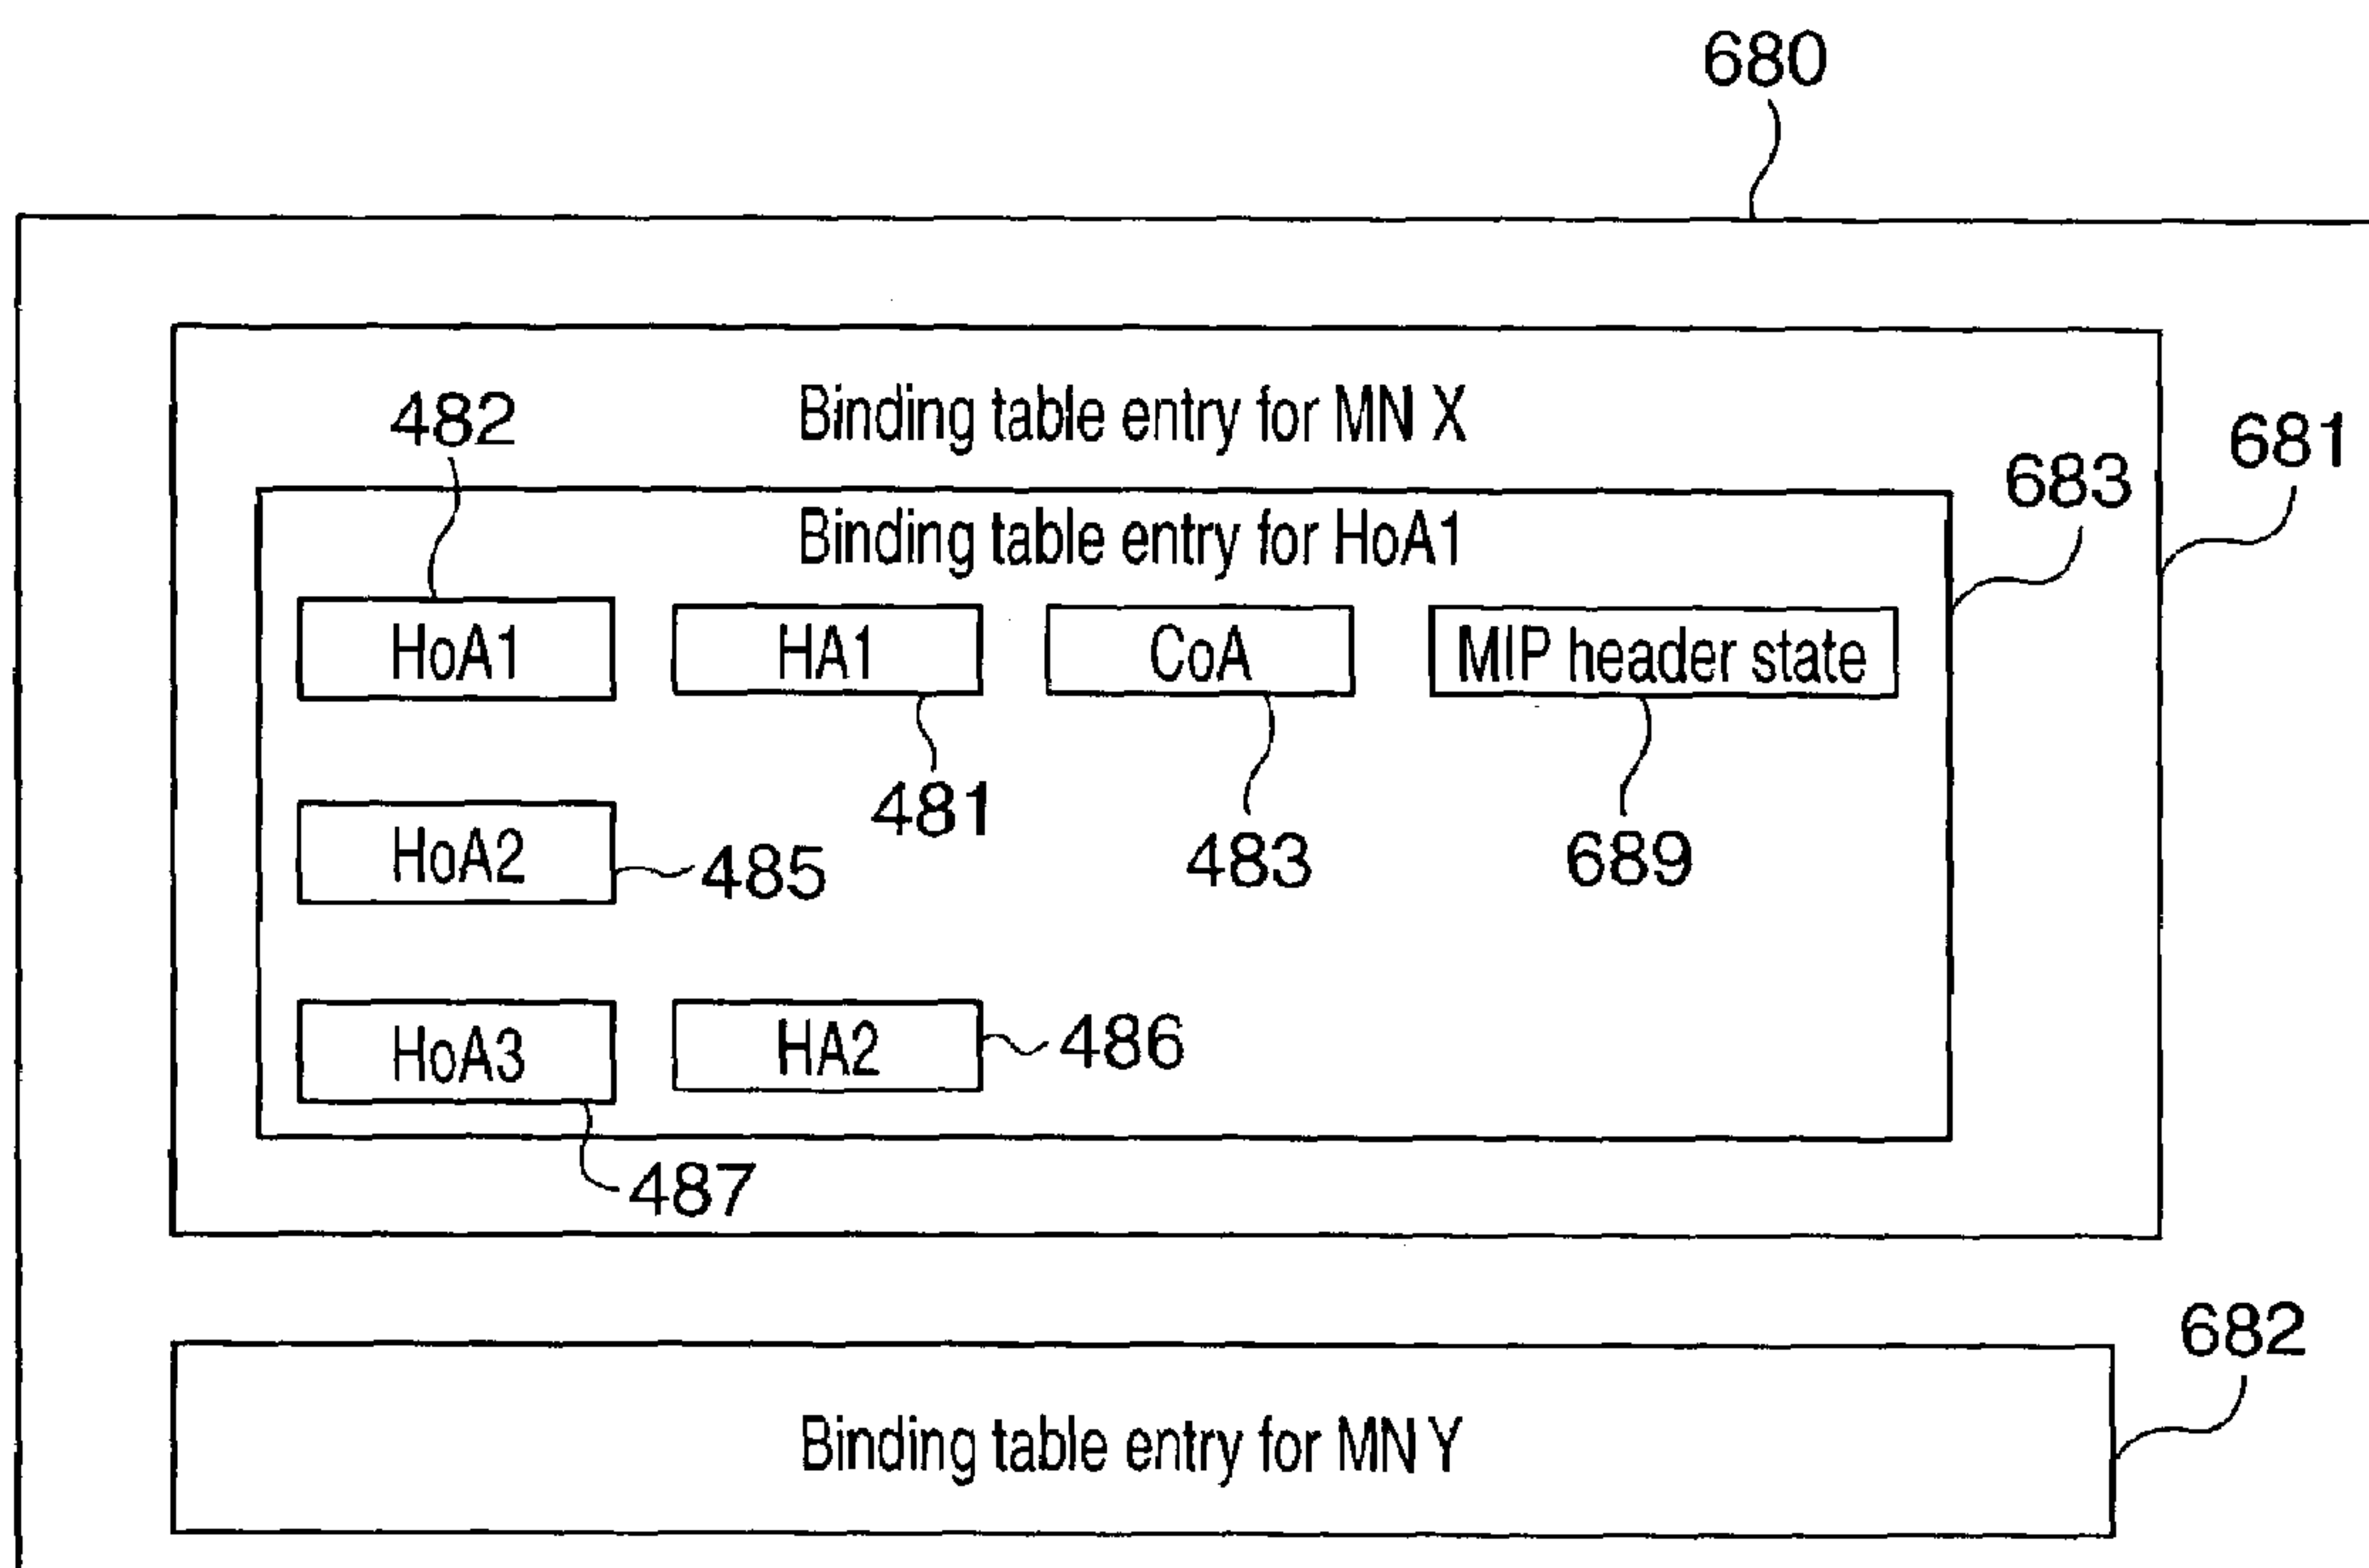 680
Binding table entry for MN X
482
681
683
Binding table entry for HoA1
HoA1
HA1
CoA
MIP header state
481
483
689
HoA2
485
HoA3
HA2
486
487
682
Binding table entry for MN Y